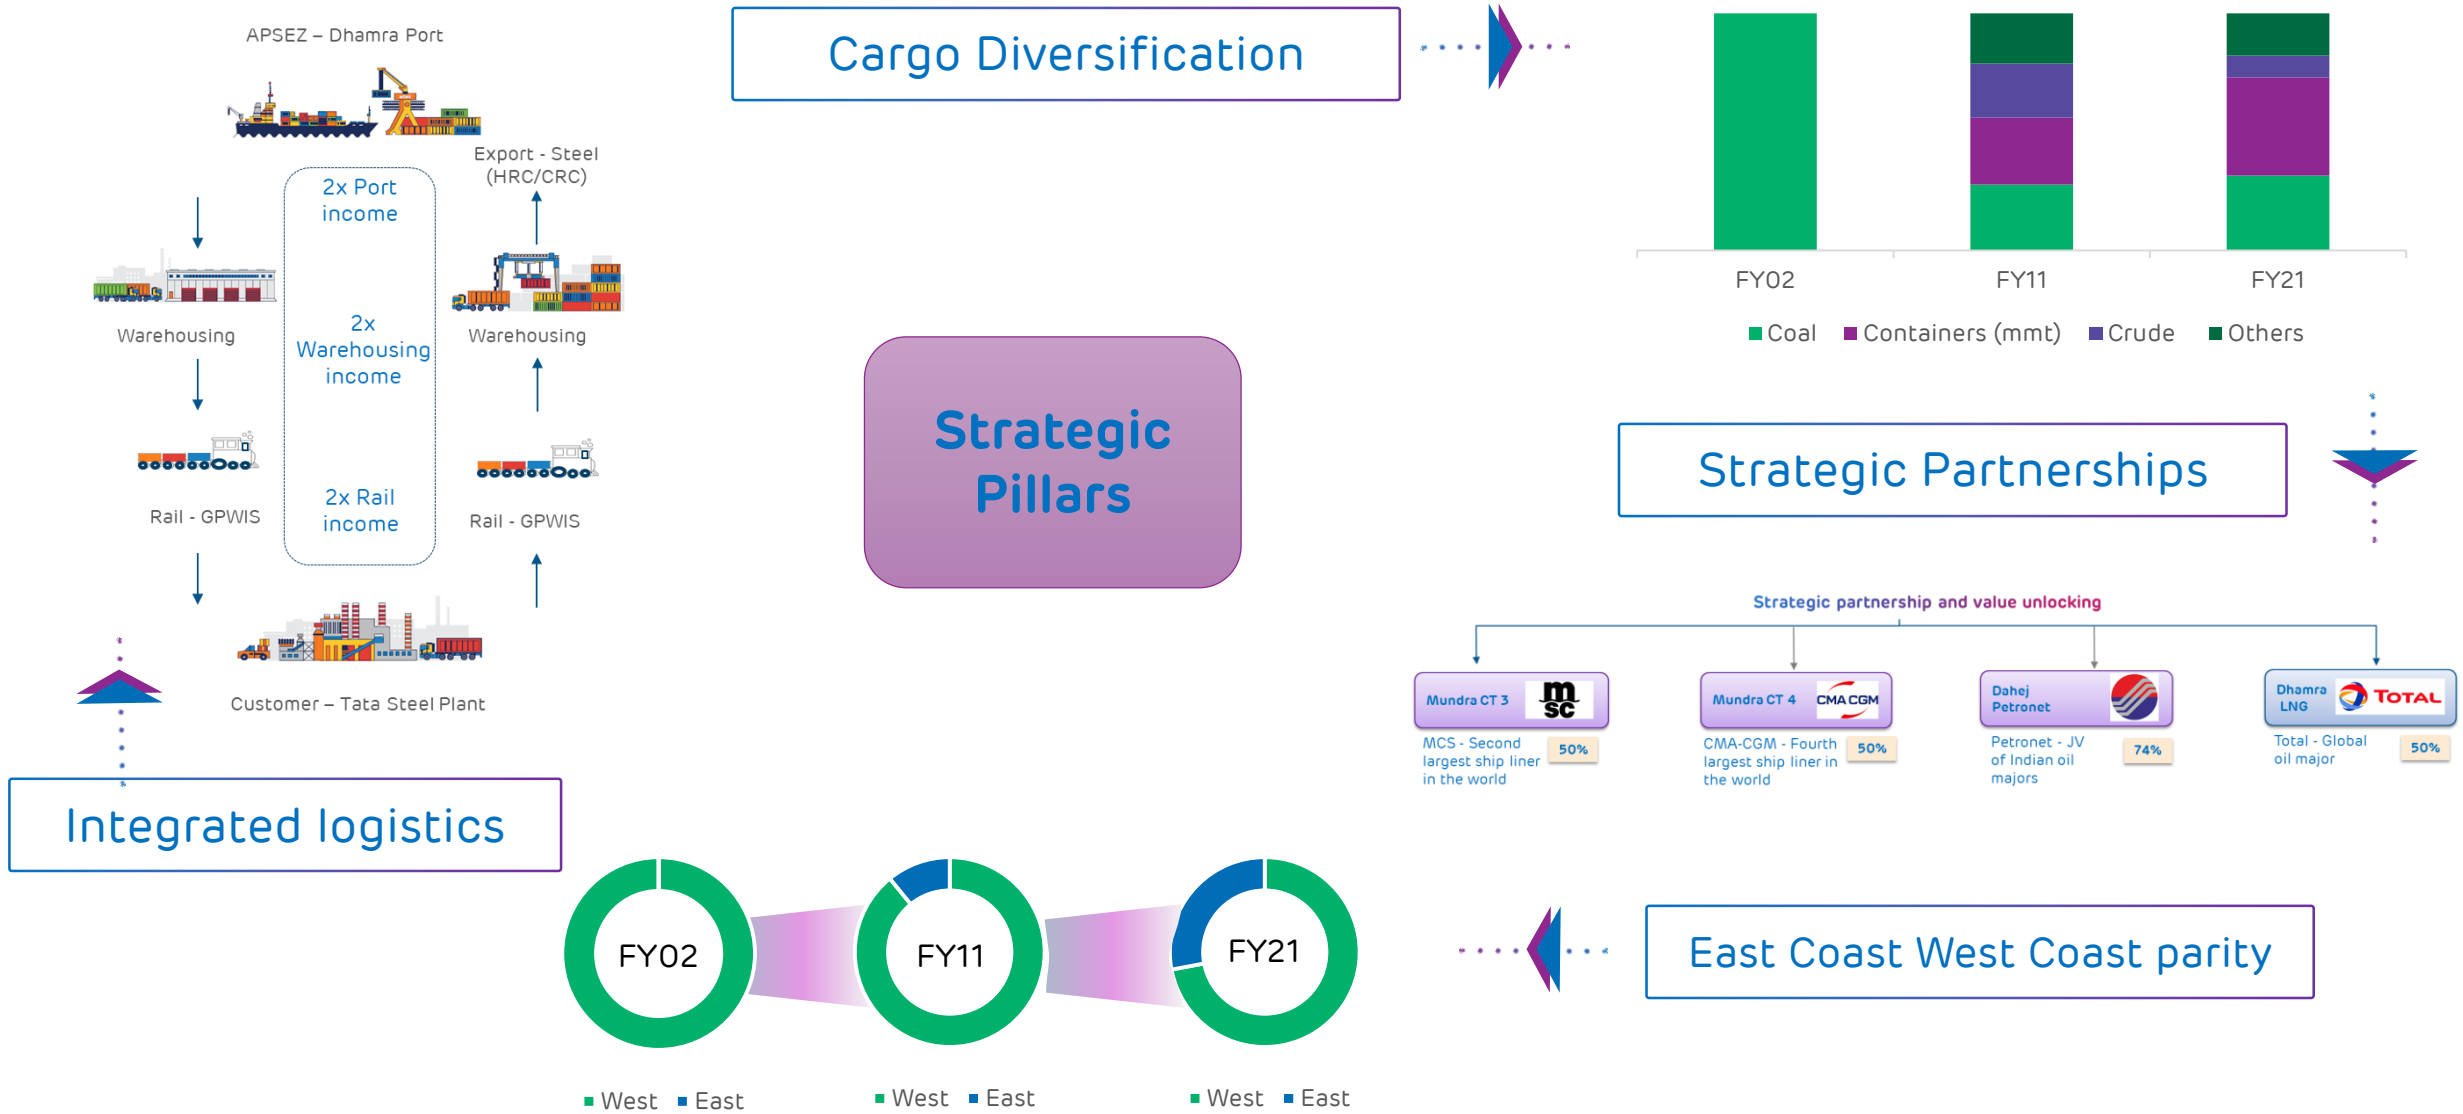 APSEZ – Dhamra Port
Export - Steel
(HRC/CRC)
2x Port
income
2x
Warehousing
income
2x Rail
income
Warehousing
Warehousing
Rail - GPWIS
Rail - GPWIS
Customer – Tata Steel Plant
Integrated logistics
Cargo Diversification
FY02
FY11
FY21
Coal
Containers (mmt)
Crude
Others
Strategic
Pillars
Strategic Partnerships
Strategic partnership and value unlocking
Mundra CT 3
m
SC
MCS - Second
largest ship liner
in the world
50%
Mundra CT 4
CMA CGM
CMA-CGM - Fourth
largest ship liner in
the world
50%
Dahej
Petronet
Petronet - JV
of Indian oil
majors
74%
Dhamra
LNG
TOTAL
Total - Global
oil major
50%
East Coast West Coast parity
FY02
West
East
FY11
West
East
FY21
West
East